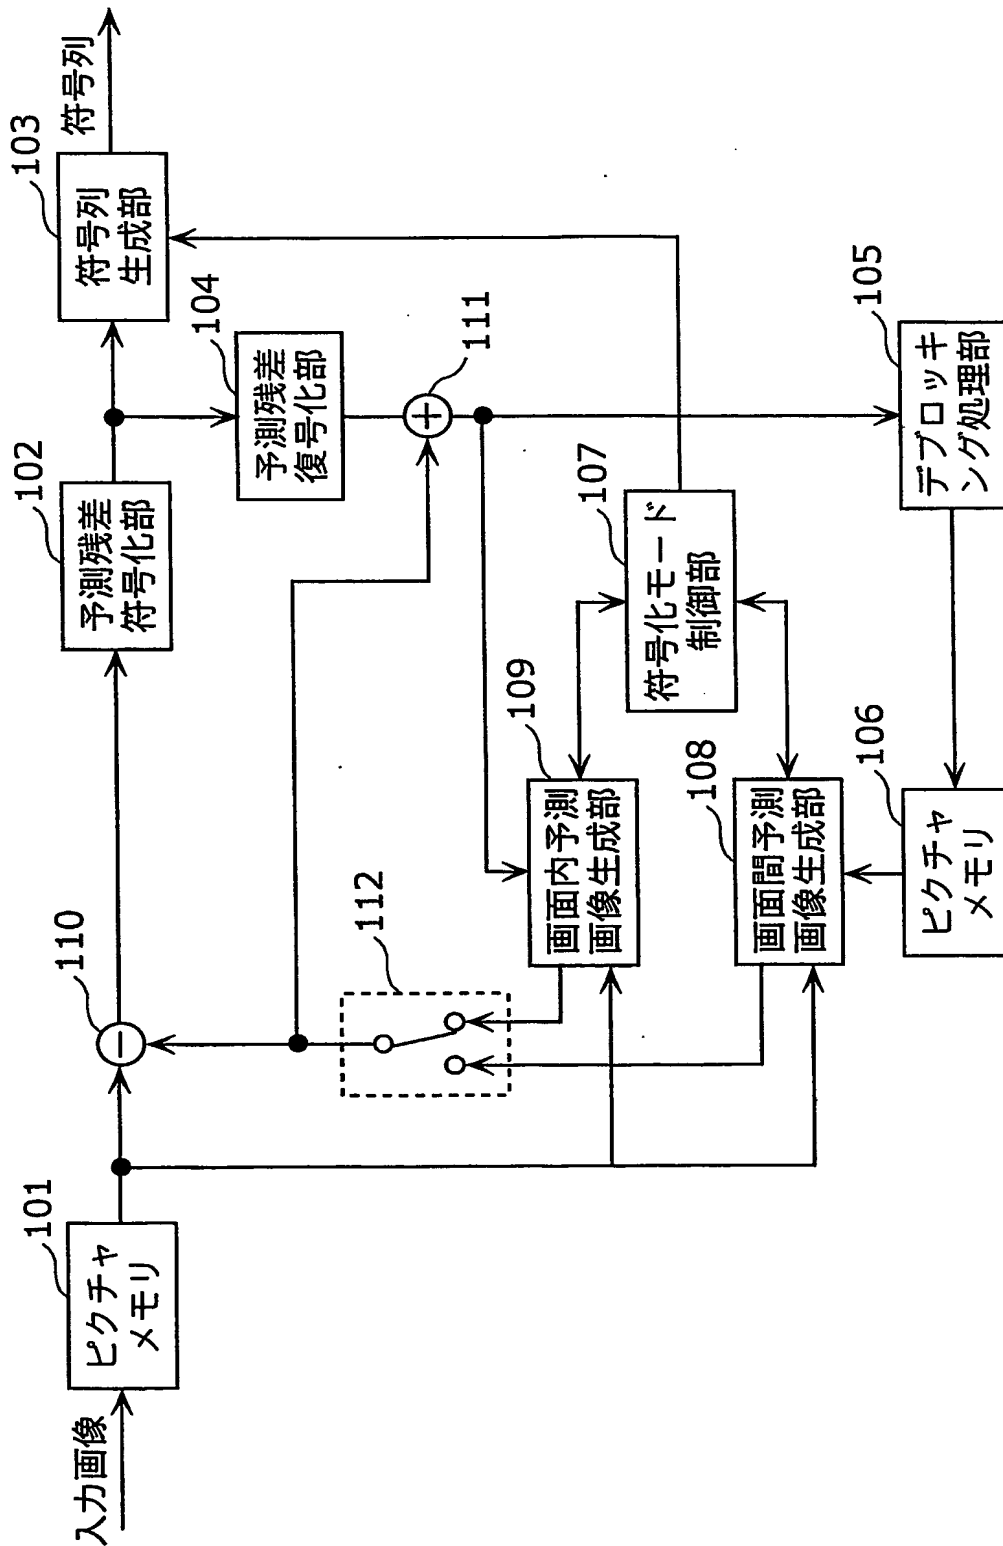 入力画像
101
ピクチャ
メモリ
110
-
102
予測残差
符号化部
103
符号列
生成部
符号列
104
予測残差
復号化部
111
+
112
109
画面内予測
画像生成部
107
符号化モード
制御部
108
画面間予測
画像生成部
106
ピクチャ
メモリ
105
デブロッキ
ング処理部